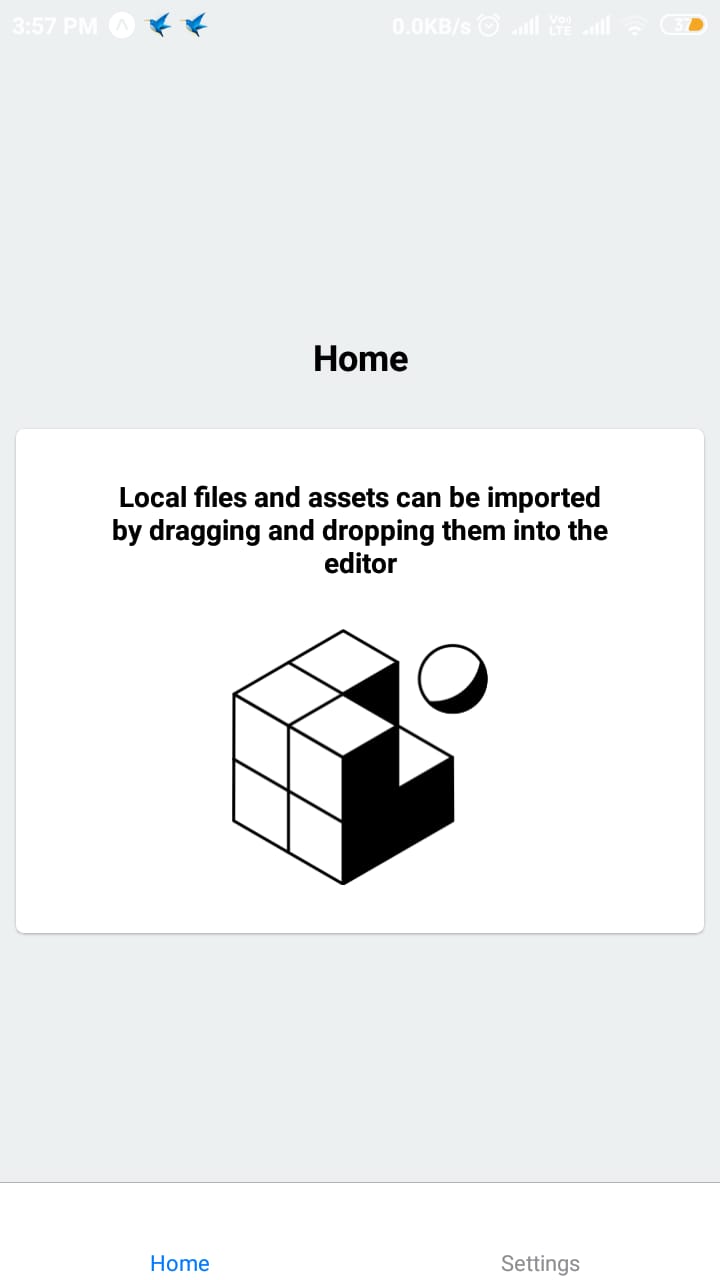 3:57 PM
0.0KB/s
Vo))
LTE
37
Home
Local files and assets can be imported
by dragging and dropping them into the
editor
Home
Settings